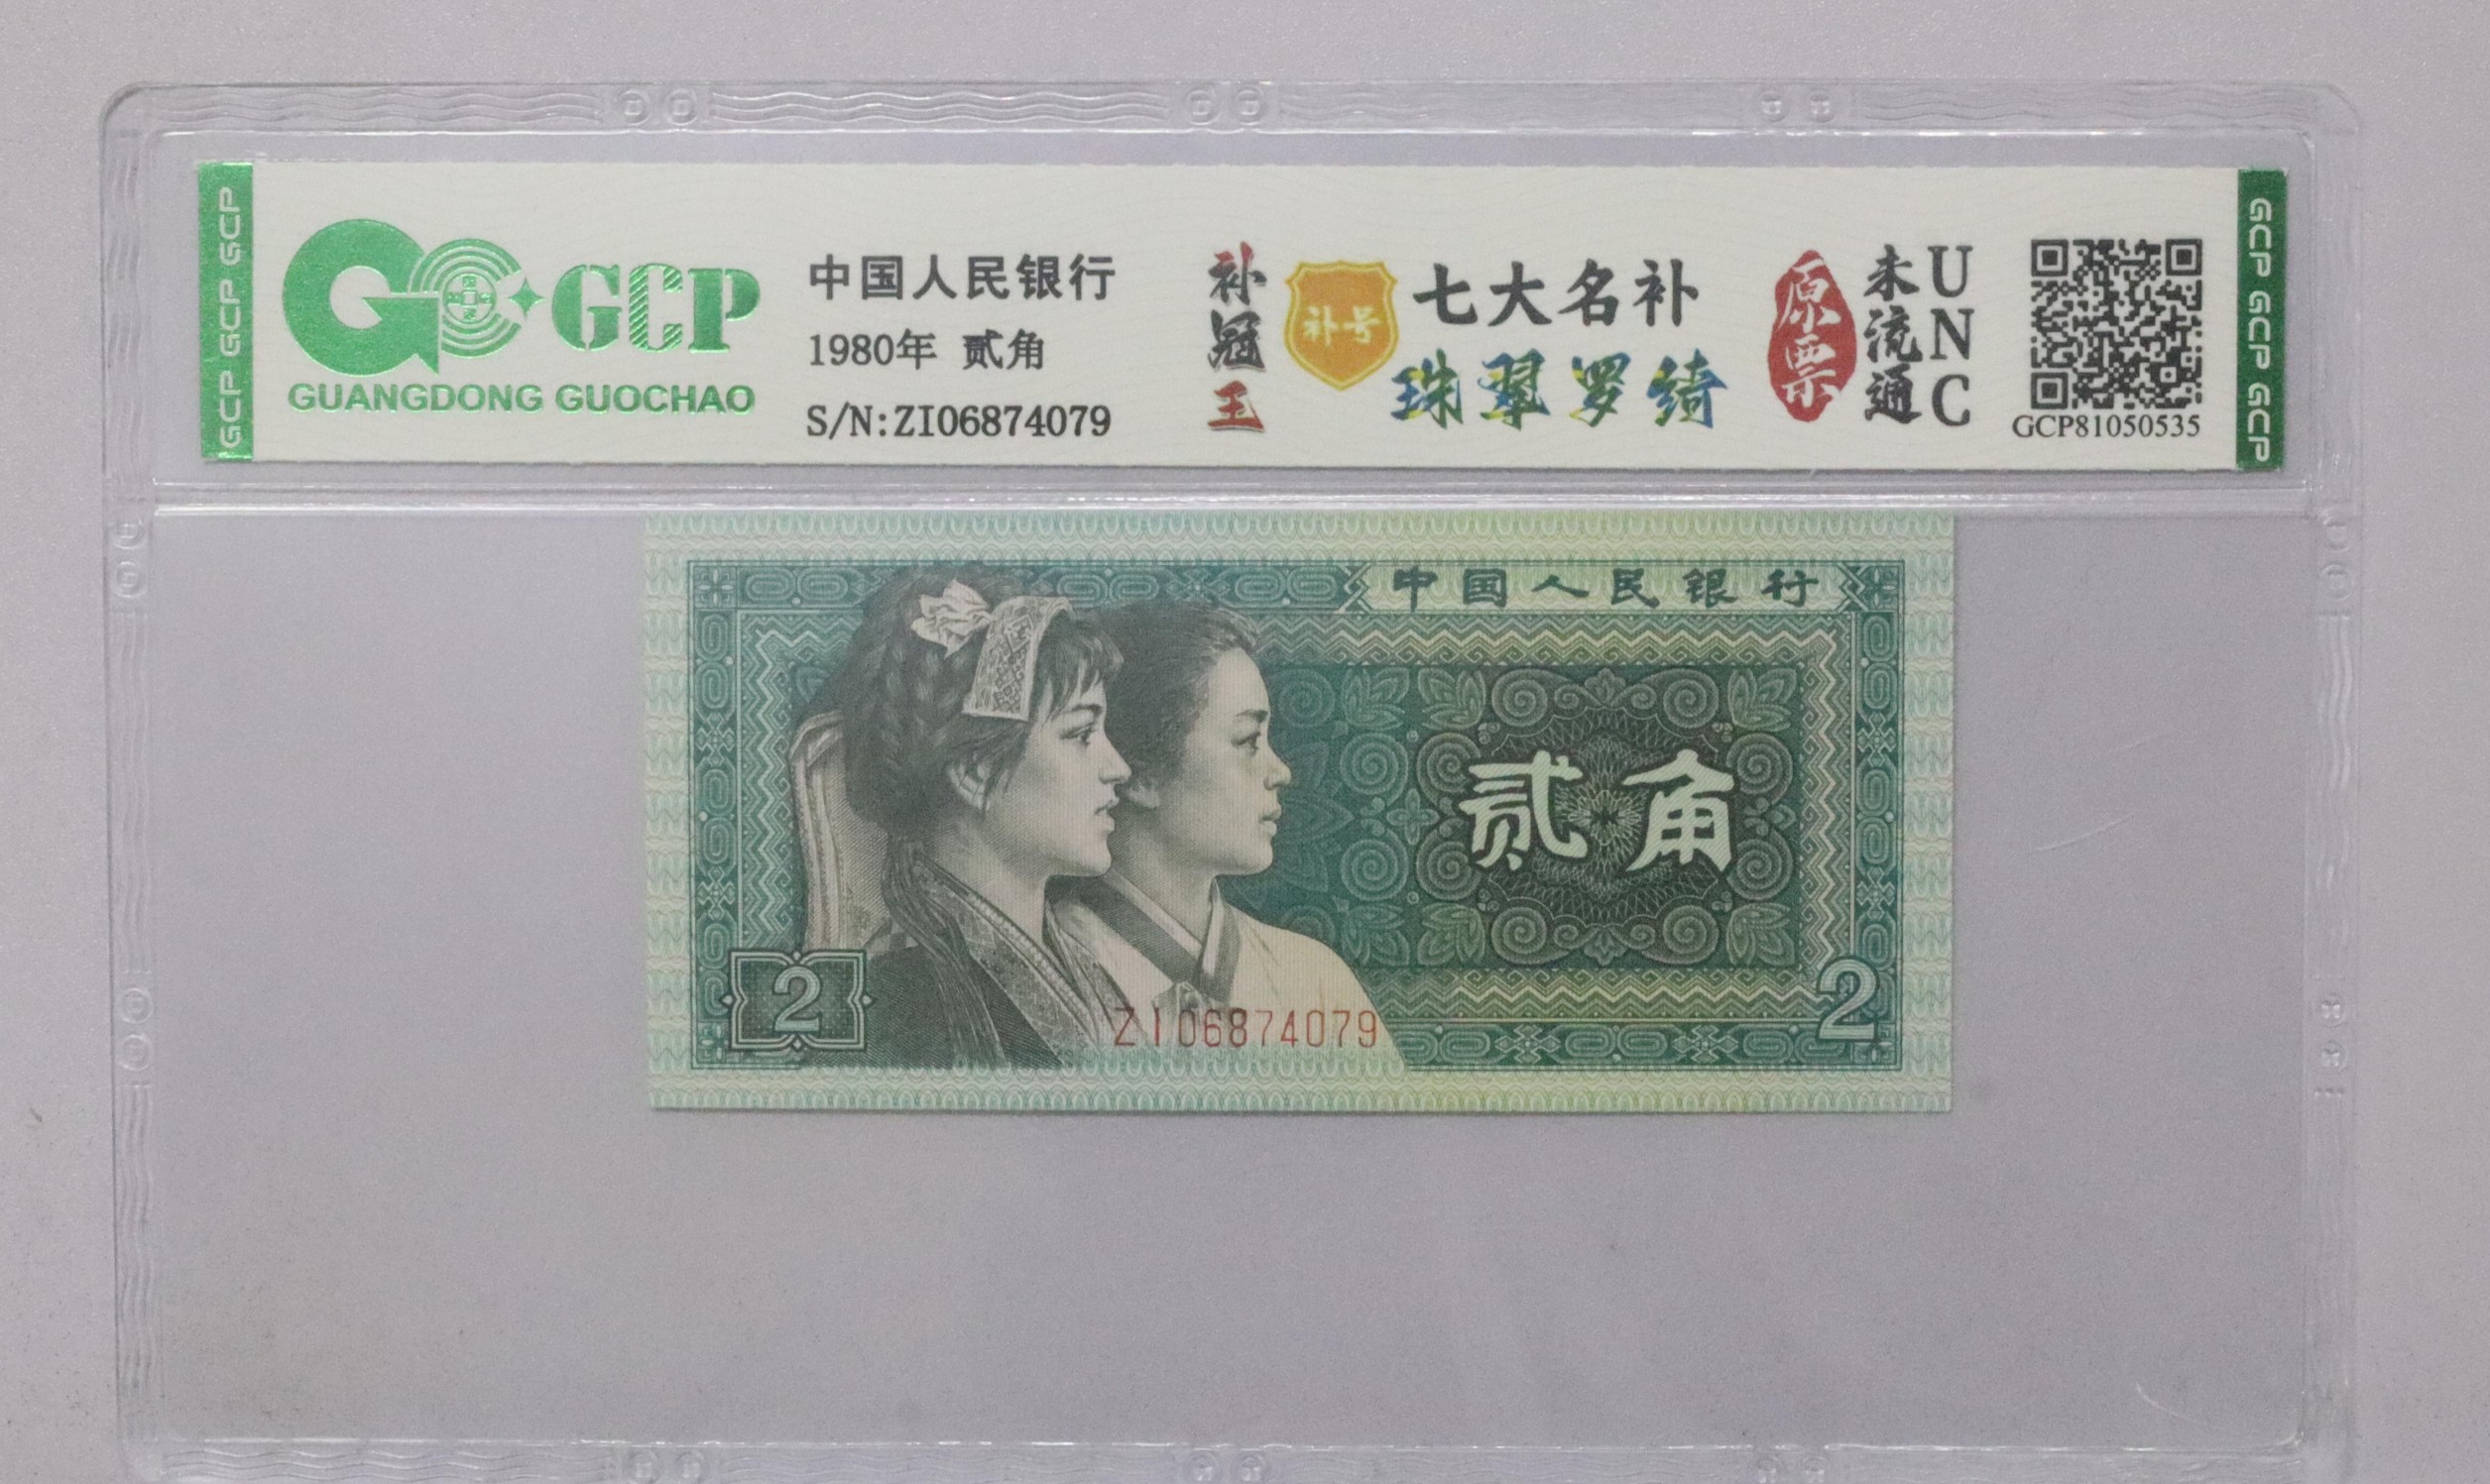 GCP GCP GCP
GCP
GUANGDONG GUOCHAO
中国人民银行
1980年 贰角
S/N:ZI06874079
补冠王
补号
七大名补
珠翠罗绮
原票
未流通
UNC
GCP81050535
GCP GCP GCP
中国人民银行
贰角
2
ZI06874079
2